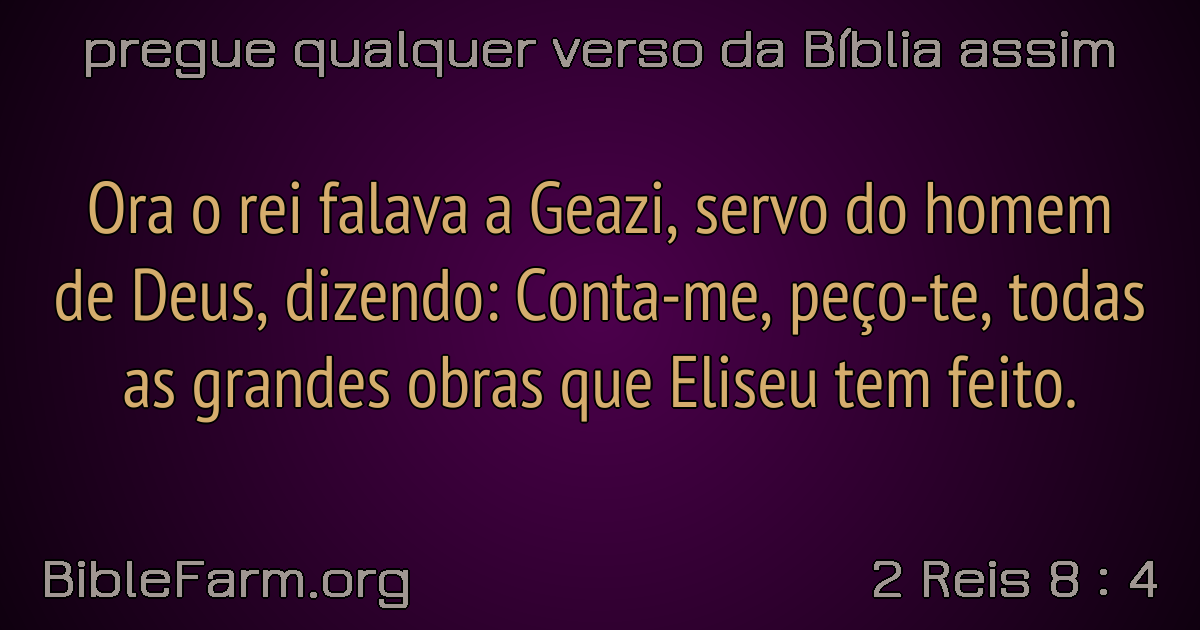 pregue qualquer verso da Bíblia assim
Ora o rei falava a Geazi, servo do homem
de Deus, dizendo: Conta-me, peço-te, todas
as grandes obras que Eliseu tem feito.
BibleFarm.org
2 Reis 8 : 4